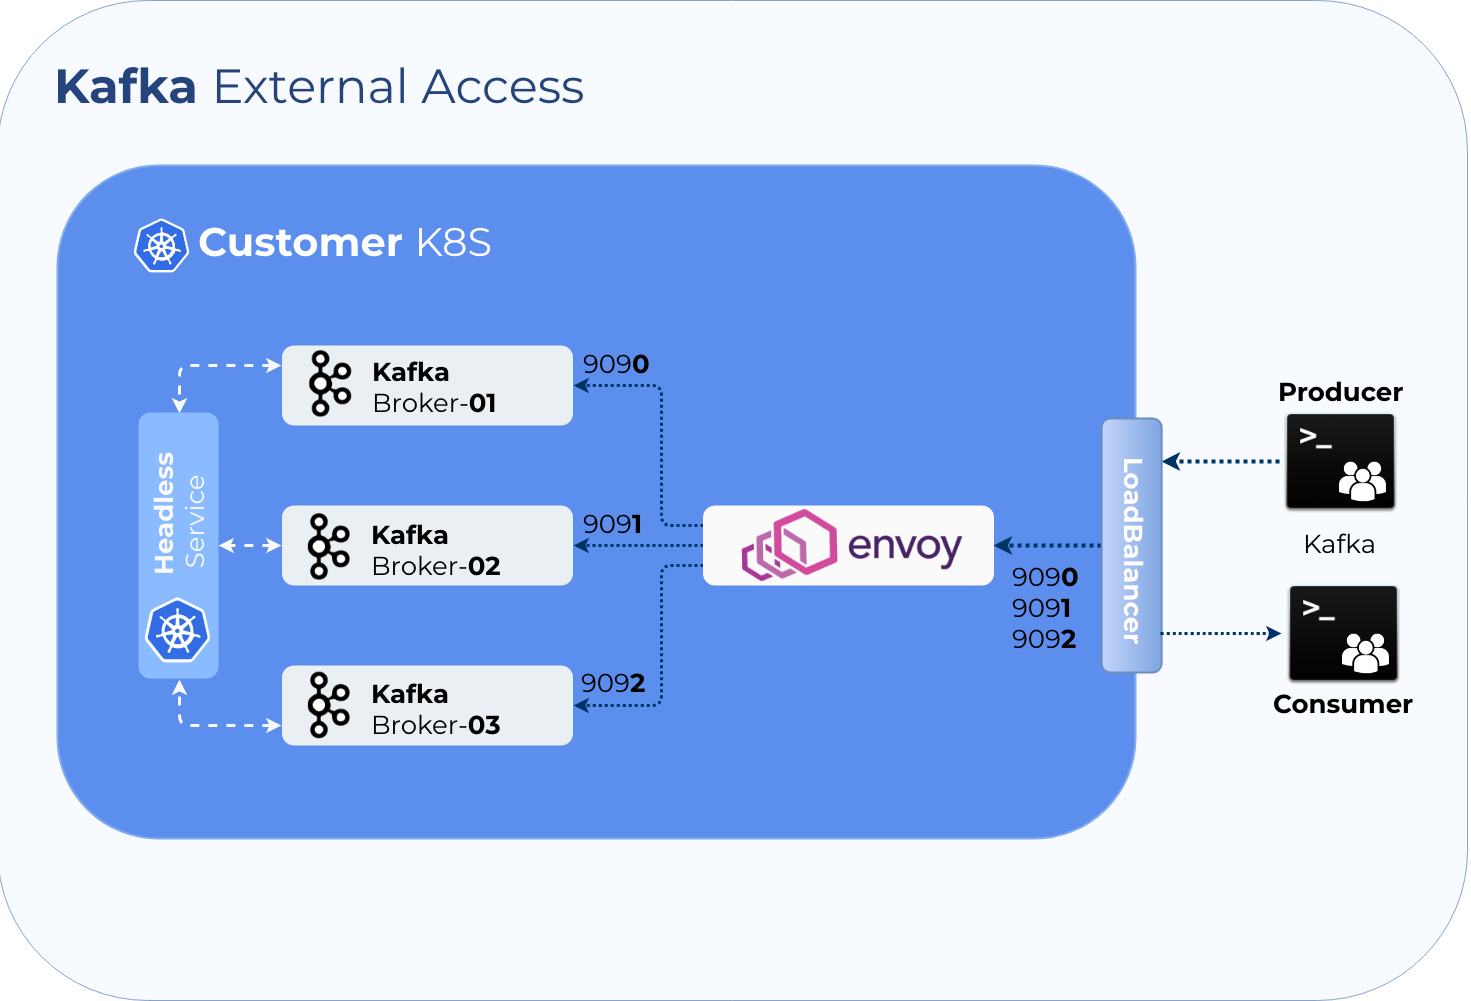 Kafka External Access
Customer K8S
Kafka
Broker-01
9090
Headless
Service
Kafka
Broker-02
9091
Kafka
Broker-03
9092
envoy
9090
9091
9092
LoadBalancer
Producer
>_
Kafka
>_
Consumer